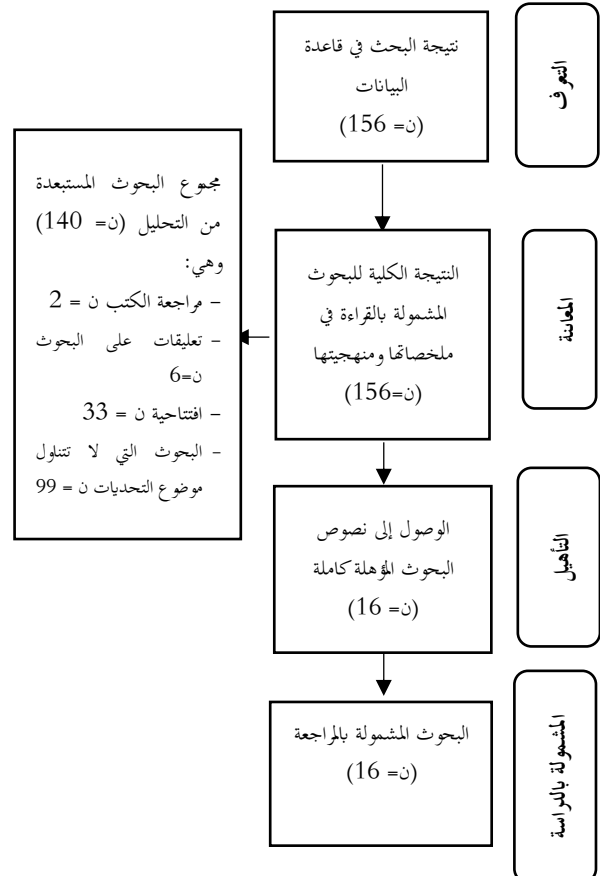 التعرف
نتيجة البحث في قاعدة
البيانات
(ن= 156)
المعاينة
النتيجة الكلية للبحوث
المشمولة بالقراءة في
ملخصاتها ومنهجيتها
(ن=156)
مجموع البحوث المستبعدة
من التحليل (ن= 140)
وهي:
- مراجعة الكتب ن = 2
- تعليقات على البحوث
ن=6
- افتتاحية ن = 33
- البحوث التي لا تتناول
موضوع التحديات ن = 99
التأهيل
الوصول إلى نصوص
البحوث المؤهلة كاملة
(ن= 16)
المشمولة بالدراسة
البحوث المشمولة بالمراجعة
(ن= 16)